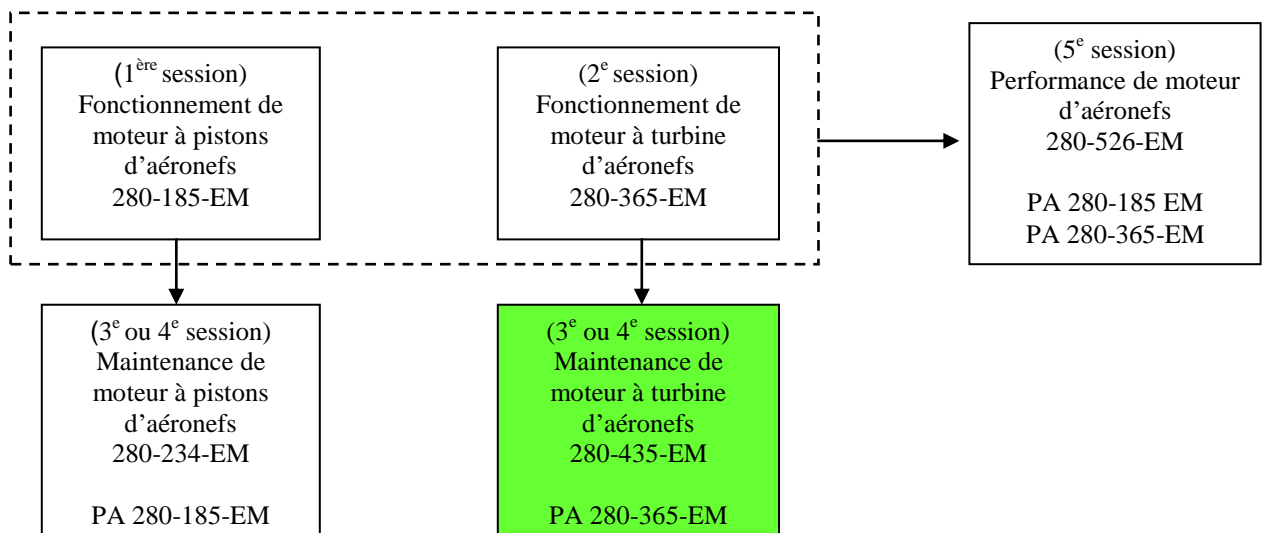 (1ère session)
Fonctionnement de
moteur à pistons
d'aéronefs
280-185-EM
(2e session)
Fonctionnement de
moteur à turbine
d'aéronefs
280-365-EM
(5e session)
Performance de moteur
d'aéronefs
280-526-EM
PA 280-185 EM
PA 280-365-EM
(3e ou 4e session)
Maintenance de
moteur à pistons
d'aéronefs
280-234-EM
PA 280-185-EM
(3e ou 4e session)
Maintenance de
moteur à turbine
d'aéronefs
280-435-EM
PA 280-365-EM